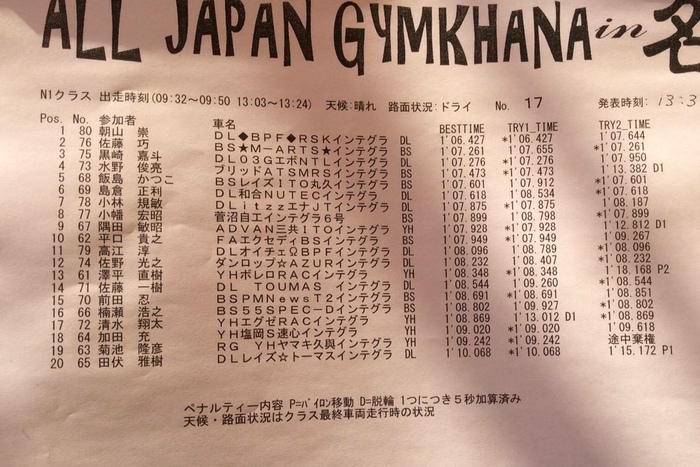 ALL JAPAN GYMKHANA in 名
N1クラス 出走時刻(09:32～09:50 13:03～13:24) 天候:晴れ 路面状況:ドライ No. 17 発表時刻: 13:3
Pos. No. 参加者 車名 BESTTIME TRY1_TIME TRY2_TIME
1 80 朝山 崇 DL◆BPF◆RSKインテグラ DL 1'06.427 *1'06.427 1'07.644
2 76 佐藤 巧 BS★M-ARTS★インテグラ BS 1'07.261 1'07.655 *1'07.261
3 75 黒崎 嘉斗 DL03GエボNTLインテグラ DL 1'07.276 *1'07.276 1'07.950
4 73 水野 俊亮 ブリッドATSMRSインテグラ BS 1'07.473 *1'07.473 1'13.382 D1
5 68 飯島 かつこ BSレイズITO丸久インテグラ BS 1'07.601 1'07.912 *1'07.601
6 69 島倉 正利 DL和合NUTECインテグラ DL 1'07.618 *1'07.618
7 78 小林 規敏 DLitzzエナJTインテグラ DL 1'07.875 *1'07.875 1'08.187
8 77 小幡 宏昭 菅沼自工インテグラ6号 BS 1'07.899 1'08.798 *1'07.899
9 67 隅田 敏昭 ADVAN三共ITOインテグラ YH 1'07.928 *1'07.928 1'12.812 D1
10 62 平口 貴之 FAエクセディBSインテグラ BS 1'07.949 *1'07.949 1'09.267
11 79 高江 淳 DLオイチェQBPFインテグラ DL 1'08.096 *1'08.096
12 74 佐野 光之 ダンロップ☆AZURインテグラ DL 1'08.232 1'08.407 *1'08.232
13 61 澤平 直樹 YHボレロRACインテグラ YH 1'08.348 *1'08.348 1'18.168 P2
14 71 佐藤 一樹 DL TOUMAS インテグラ DL 1'08.544 1'09.260 *1'08.544
15 70 前田 忍 BSPMNewsT2インテグラ BS 1'08.691 *1'08.691 1'08.851
16 66 楠瀬 浩之 BS55SPEC-Dインテグラ BS 1'08.802 1'08.927 *1'08.802
17 72 清水 翔太 YHエグゼRACインテグラ YH 1'08.869 1'13.012 D1 *1'08.869
18 64 加田 充 YH塩岡S速心インテグラ YH 1'09.020 *1'09.020 1'09.618
19 63 菊池 隆彦 RG YHヤマキ久與インテグラ YH 1'09.242 *1'09.242 途中棄権
20 65 田伏 雅樹 DLレイズ☆トーマスインテグラ DL 1'10.068 *1'10.068 1'15.172 P1
ペナルティー内容 P=パイロン移動 D=脱輪 1つにつき5秒加算済み
天候・路面状況はクラス最終車両走行時の状況